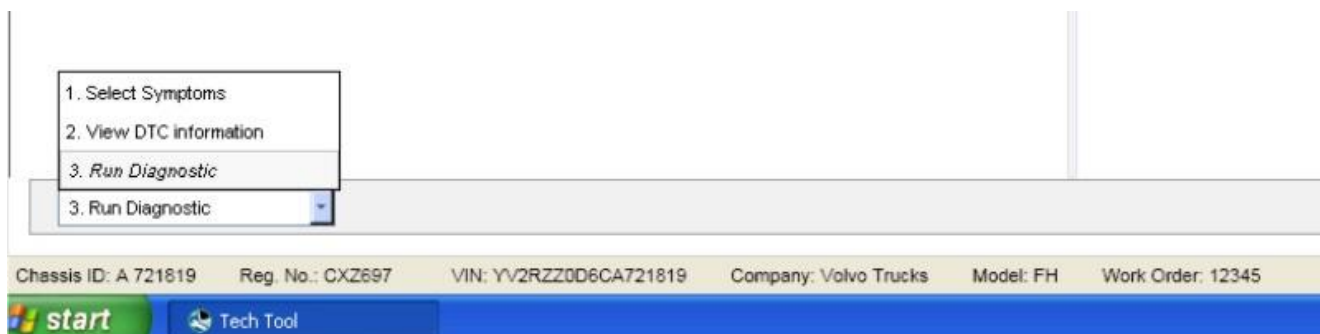 1. Select Symptoms
2. View DTC information
3. Run Diagnostic
3. Run Diagnostic
Chassis ID: A 721819 Reg. No.: CXZ697 VIN: YV2RZZ0D6CA721819 Company: Volvo Trucks Model: FH Work Order: 12345
start Tech Tool